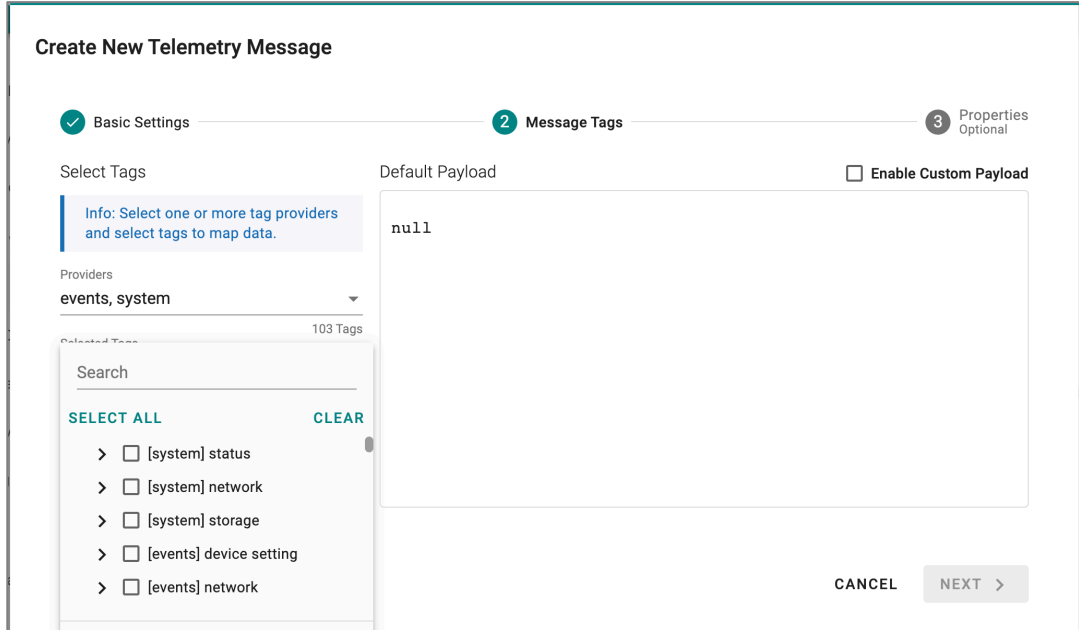 Create New Telemetry Message
Basic Settings
2 Message Tags
3 Properties
Optional
Select Tags
Default Payload
Enable Custom Payload
Info: Select one or more tag providers
and select tags to map data.
null
Providers
events, system
103 Tags
Selected Tags
Search
SELECT ALL
CLEAR
[system] status
[system] network
[system] storage
[events] device setting
[events] network
CANCEL
NEXT